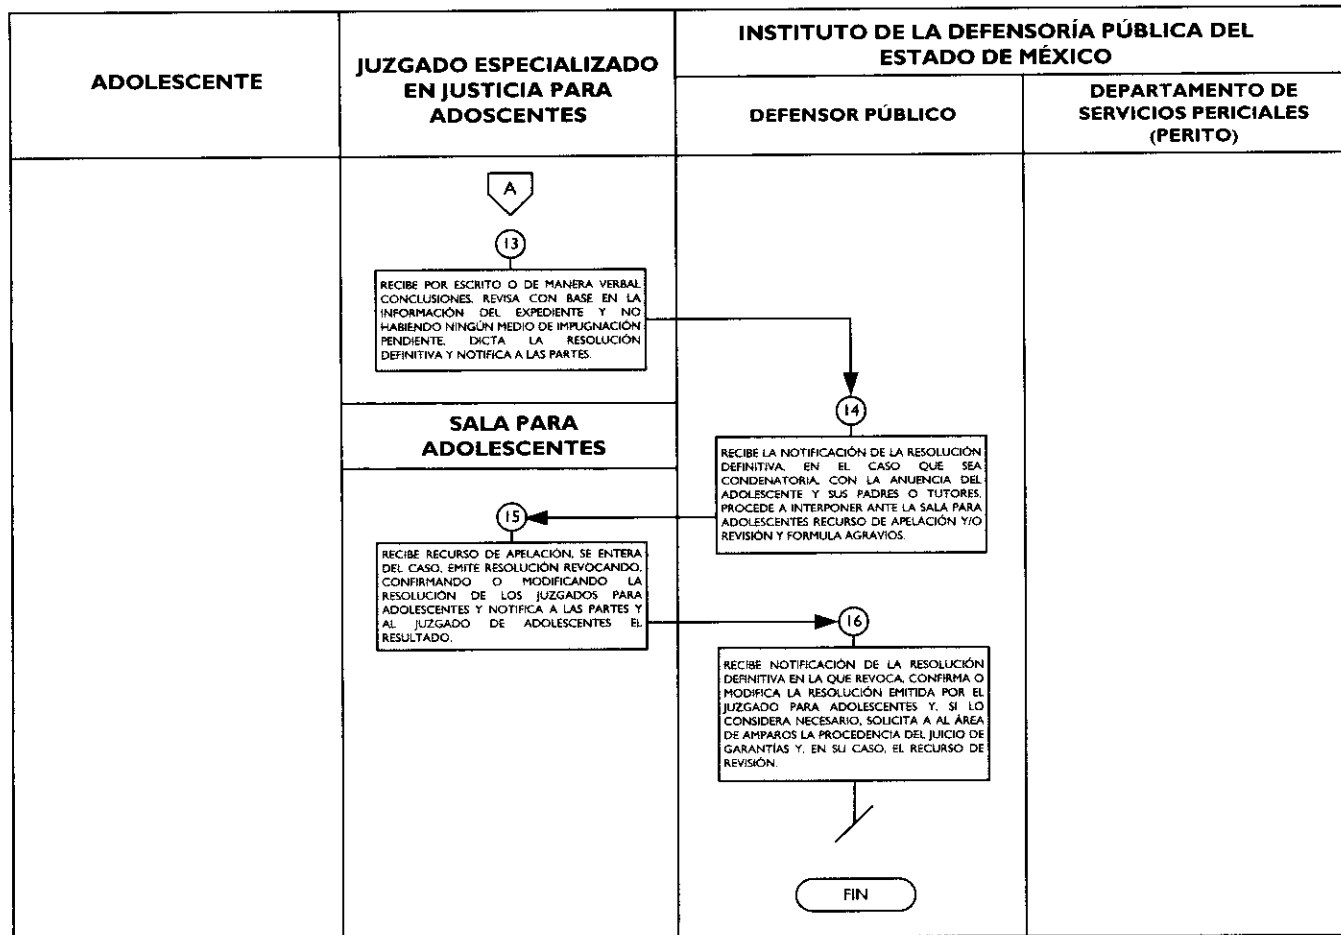 ADOLESCENTE
JUZGADO ESPECIALIZADO
EN JUSTICIA PARA
ADOSCENTES
INSTITUTO DE LA DEFENSORÍA PÚBLICA DEL
ESTADO DE MÉXICO
DEFENSOR PÚBLICO
DEPARTAMENTO DE
SERVICIOS PERICIALES
(PERITO)
A
13
RECIBE POR ESCRITO O DE MANERA VERBAL
CONCLUSIONES, REVISA CON BASE EN LA
INFORMACIÓN DEL EXPEDIENTE Y NO
HABIENDO NINGÚN MEDIO DE IMPUGNACIÓN
PENDIENTE, DICTA LA RESOLUCIÓN
DEFINITIVA Y NOTIFICA A LAS PARTES.
14
RECIBE LA NOTIFICACIÓN DE LA RESOLUCIÓN
DEFINITIVA, EN EL CASO QUE SEA
CONDENATORIA, CON LA ANUENCIA DEL
ADOLESCENTE Y SUS PADRES O TUTORES,
PROCEDE A INTERPONER ANTE LA SALA PARA
ADOLESCENTES RECURSO DE APELACIÓN Y/O
REVISIÓN Y FORMULA AGRAVIOS.
SALA PARA
ADOLESCENTES
15
RECIBE RECURSO DE APELACIÓN, SE ENTERA
DEL CASO, EMITE RESOLUCIÓN REVOCANDO,
CONFIRMANDO O MODIFICANDO LA
RESOLUCIÓN DE LOS JUZGADOS PARA
ADOLESCENTES Y NOTIFICA A LAS PARTES Y
AL JUZGADO DE ADOLESCENTES EL
RESULTADO.
16
RECIBE NOTIFICACIÓN DE LA RESOLUCIÓN
DEFINITIVA EN LA QUE REVOCA, CONFIRMA O
MODIFICA LA RESOLUCIÓN EMITIDA POR EL
JUZGADO PARA ADOLESCENTES Y, SI LO
CONSIDERA NECESARIO, SOLICITA A AL ÁREA
DE AMPAROS LA PROCEDENCIA DEL JUICIO DE
GARANTÍAS Y, EN SU CASO, EL RECURSO DE
REVISIÓN.
FIN